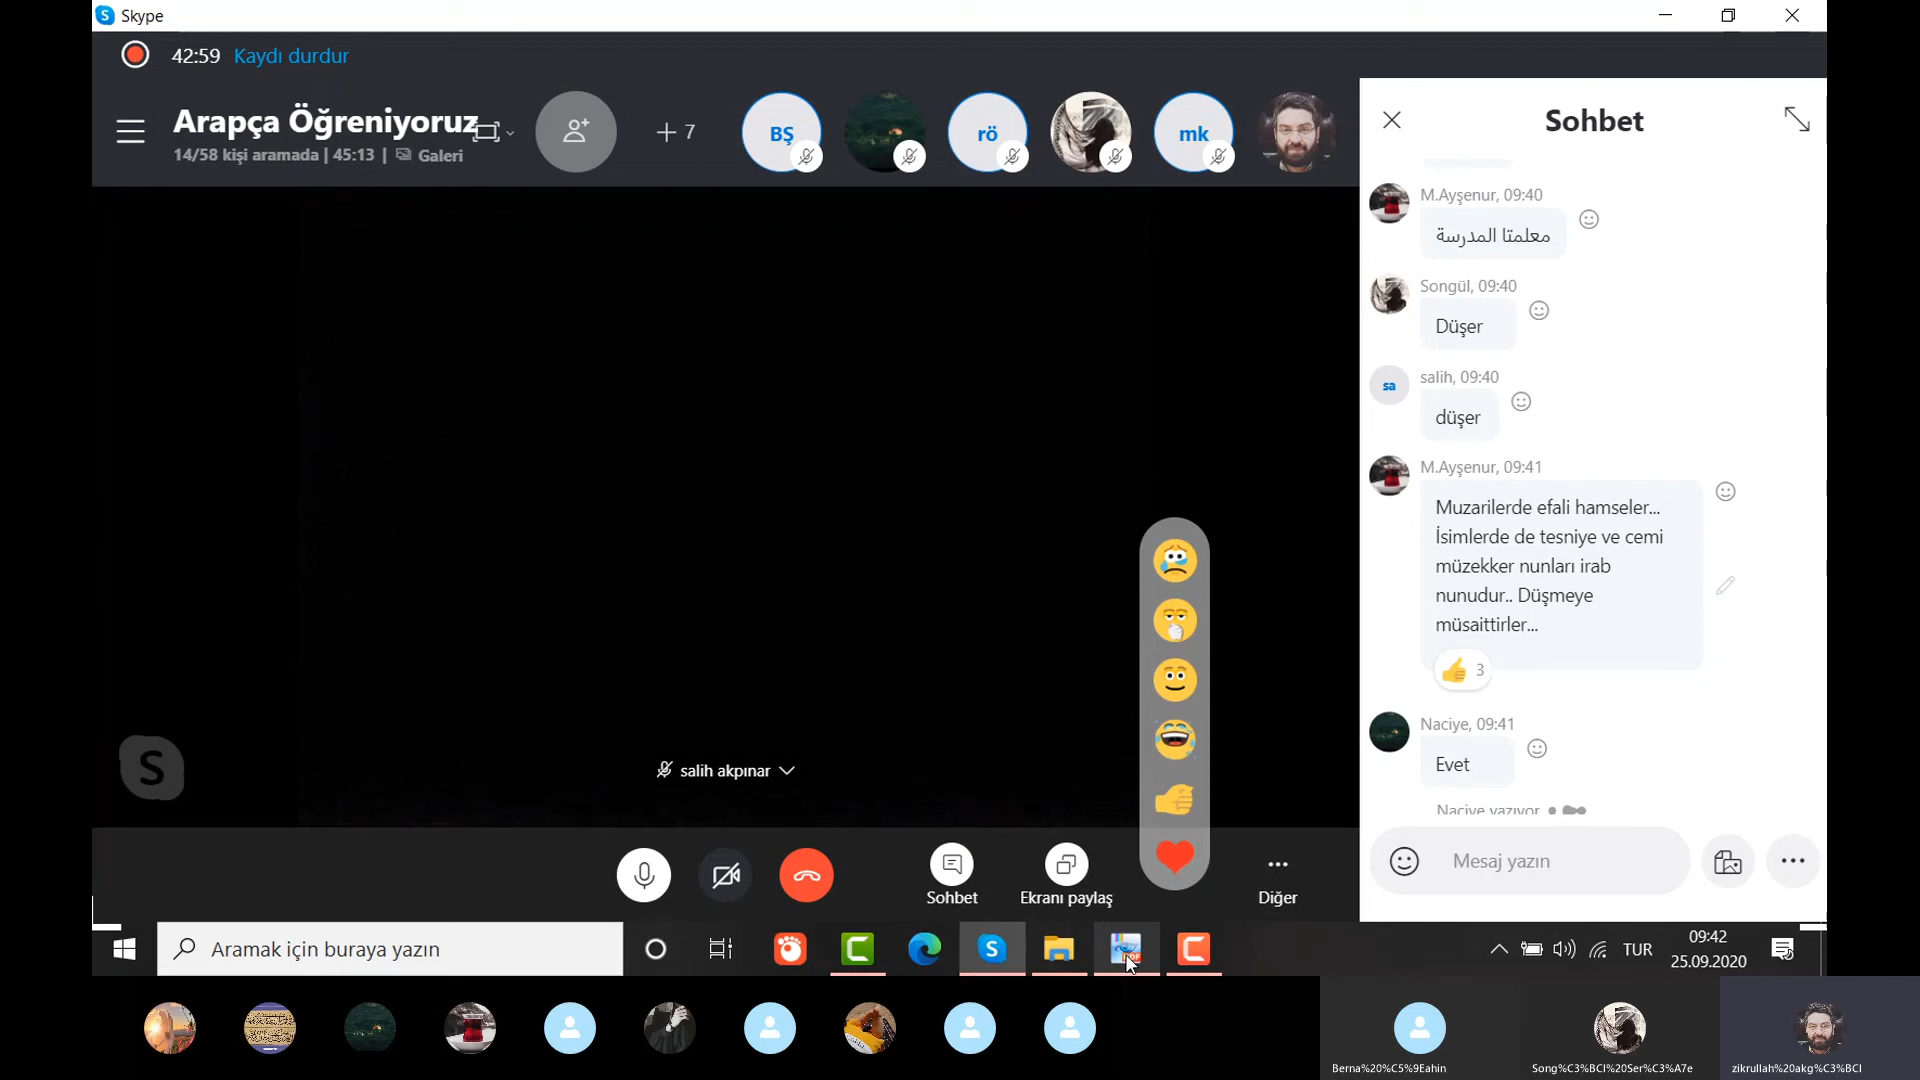 Skype
42:59 Kaydı durdur
Arapça Öğreniyoruz
14/58 kişi aramada | 45:13 | Galeri
+ 7
BŞ
rö
mk
Sohbet
M.Ayşenur, 09:40
معلمتا المدرسة
Songül, 09:40
Düşer
sa
salih, 09:40
düşer
M.Ayşenur, 09:41
Muzarilerde efali hamseler...
İsimlerde de tesniye ve cemi
müzekker nunları irab
nunudur.. Düşmeye
müsaittirler...
3
Naciye, 09:41
Evet
Naciye yazıyor
Mesaj yazın
salih akpınar
Sohbet
Ekranı paylaş
Diğer
Aramak için buraya yazın
TUR
09:42
25.09.2020
Berna%20%C5%9Eahin
Song%C3%BCl%20Ser%C3%A7e
zikrullah%20akg%C3%BCl